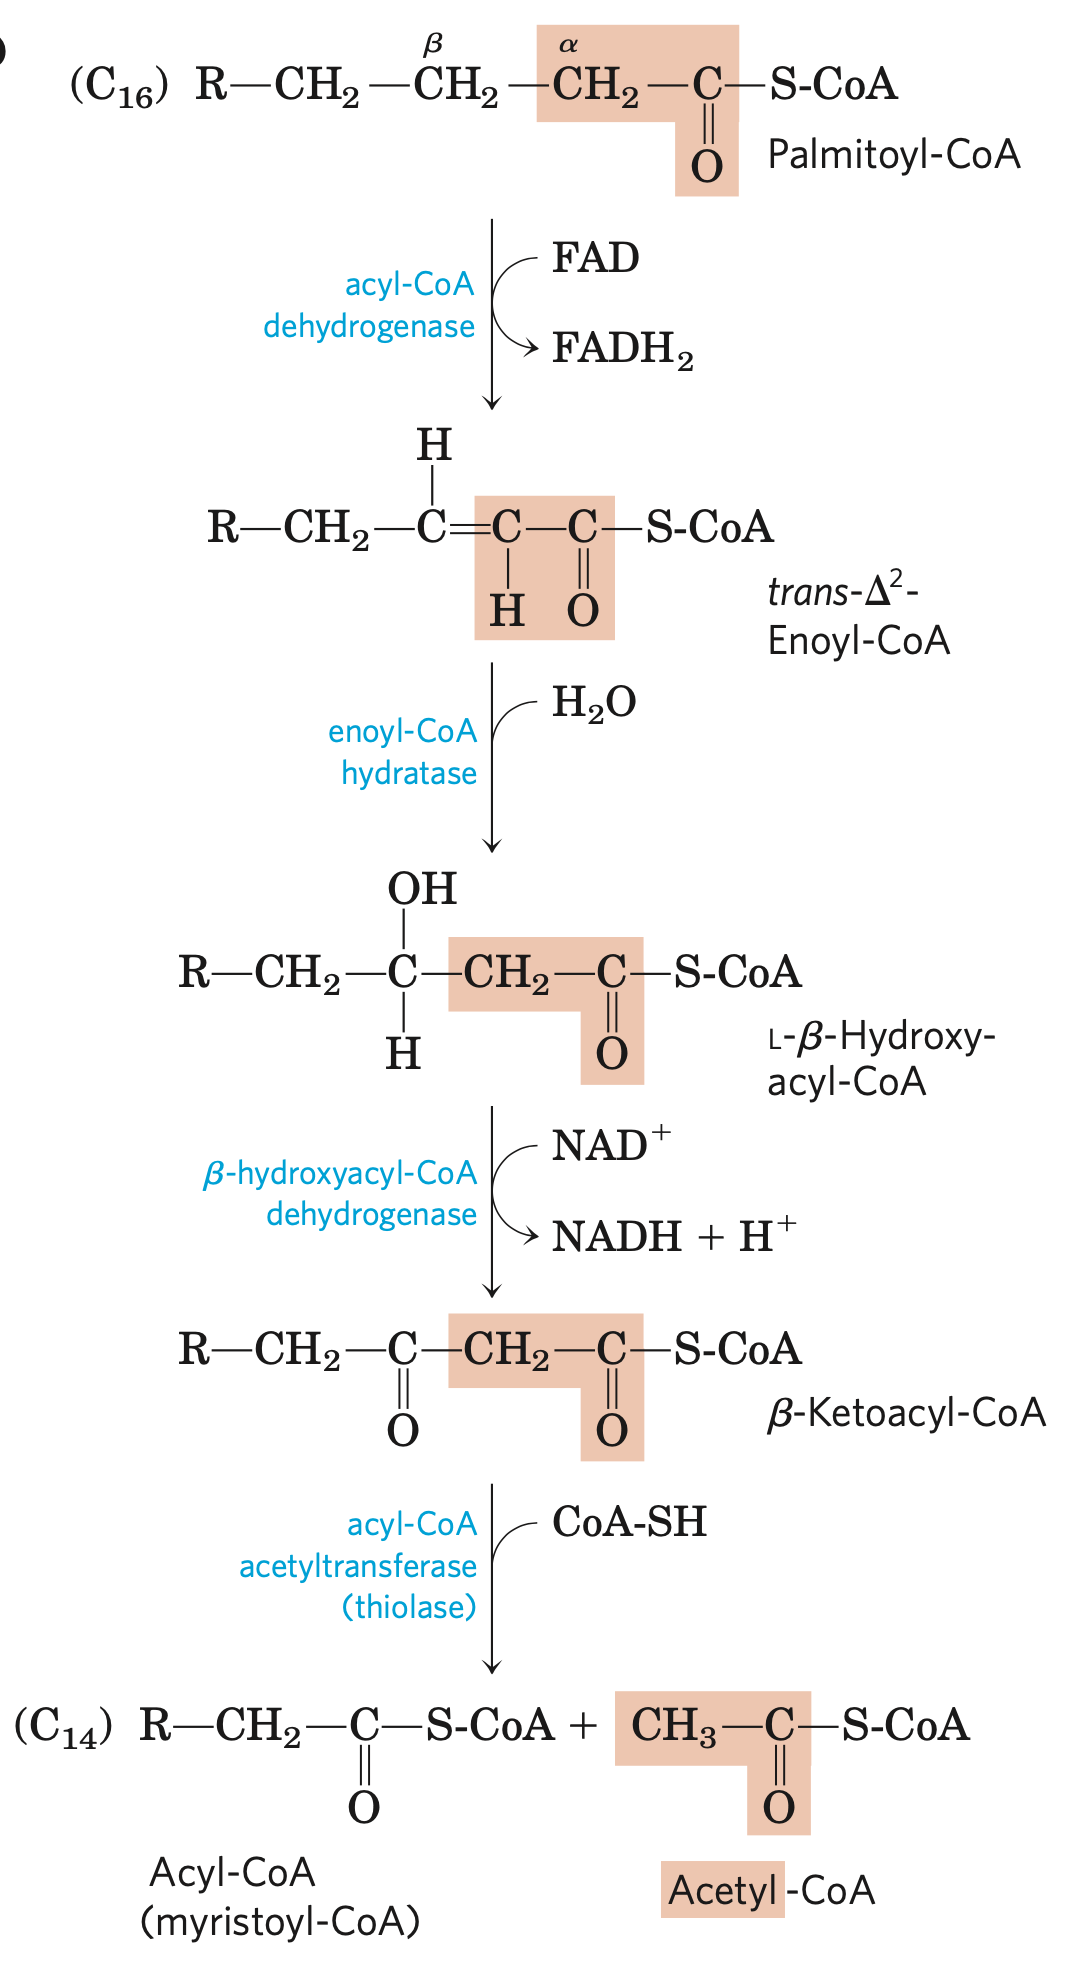 β α
(C₁₆) R—CH₂—CH₂—CH₂—C—S-CoA
O
Palmitoyl-CoA
FAD
acyl-CoA
dehydrogenase
FADH₂
H
R—CH₂—C=C—C—S-CoA
H O
trans-Δ²-
Enoyl-CoA
H₂O
enoyl-CoA
hydratase
OH
R—CH₂—C—CH₂—C—S-CoA
H O
L-β-Hydroxy-
acyl-CoA
NAD⁺
β-hydroxyacyl-CoA
dehydrogenase
NADH + H⁺
R—CH₂—C—CH₂—C—S-CoA
O O
β-Ketoacyl-CoA
CoA-SH
acyl-CoA
acetyltransferase
(thiolase)
(C₁₄) R—CH₂—C—S-CoA + CH₃—C—S-CoA
O O
Acyl-CoA
(myristoyl-CoA)
Acetyl-CoA